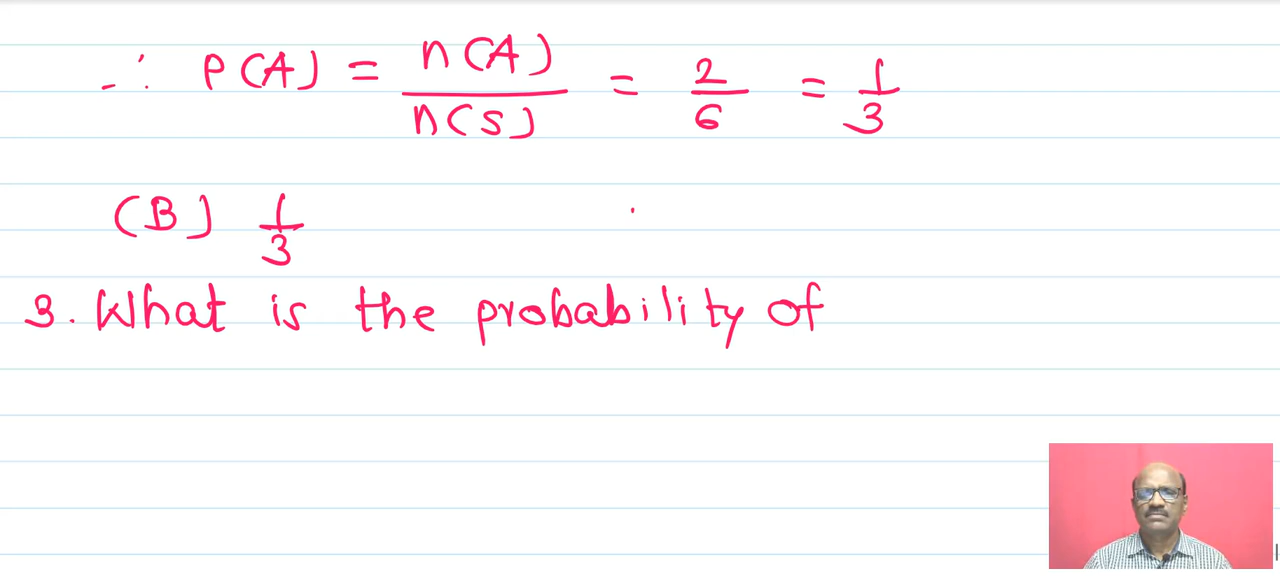 ∴ P(A) = n(A)/n(S) = 2/6 = 1/3
(B) 1/3
3. What is the probability of